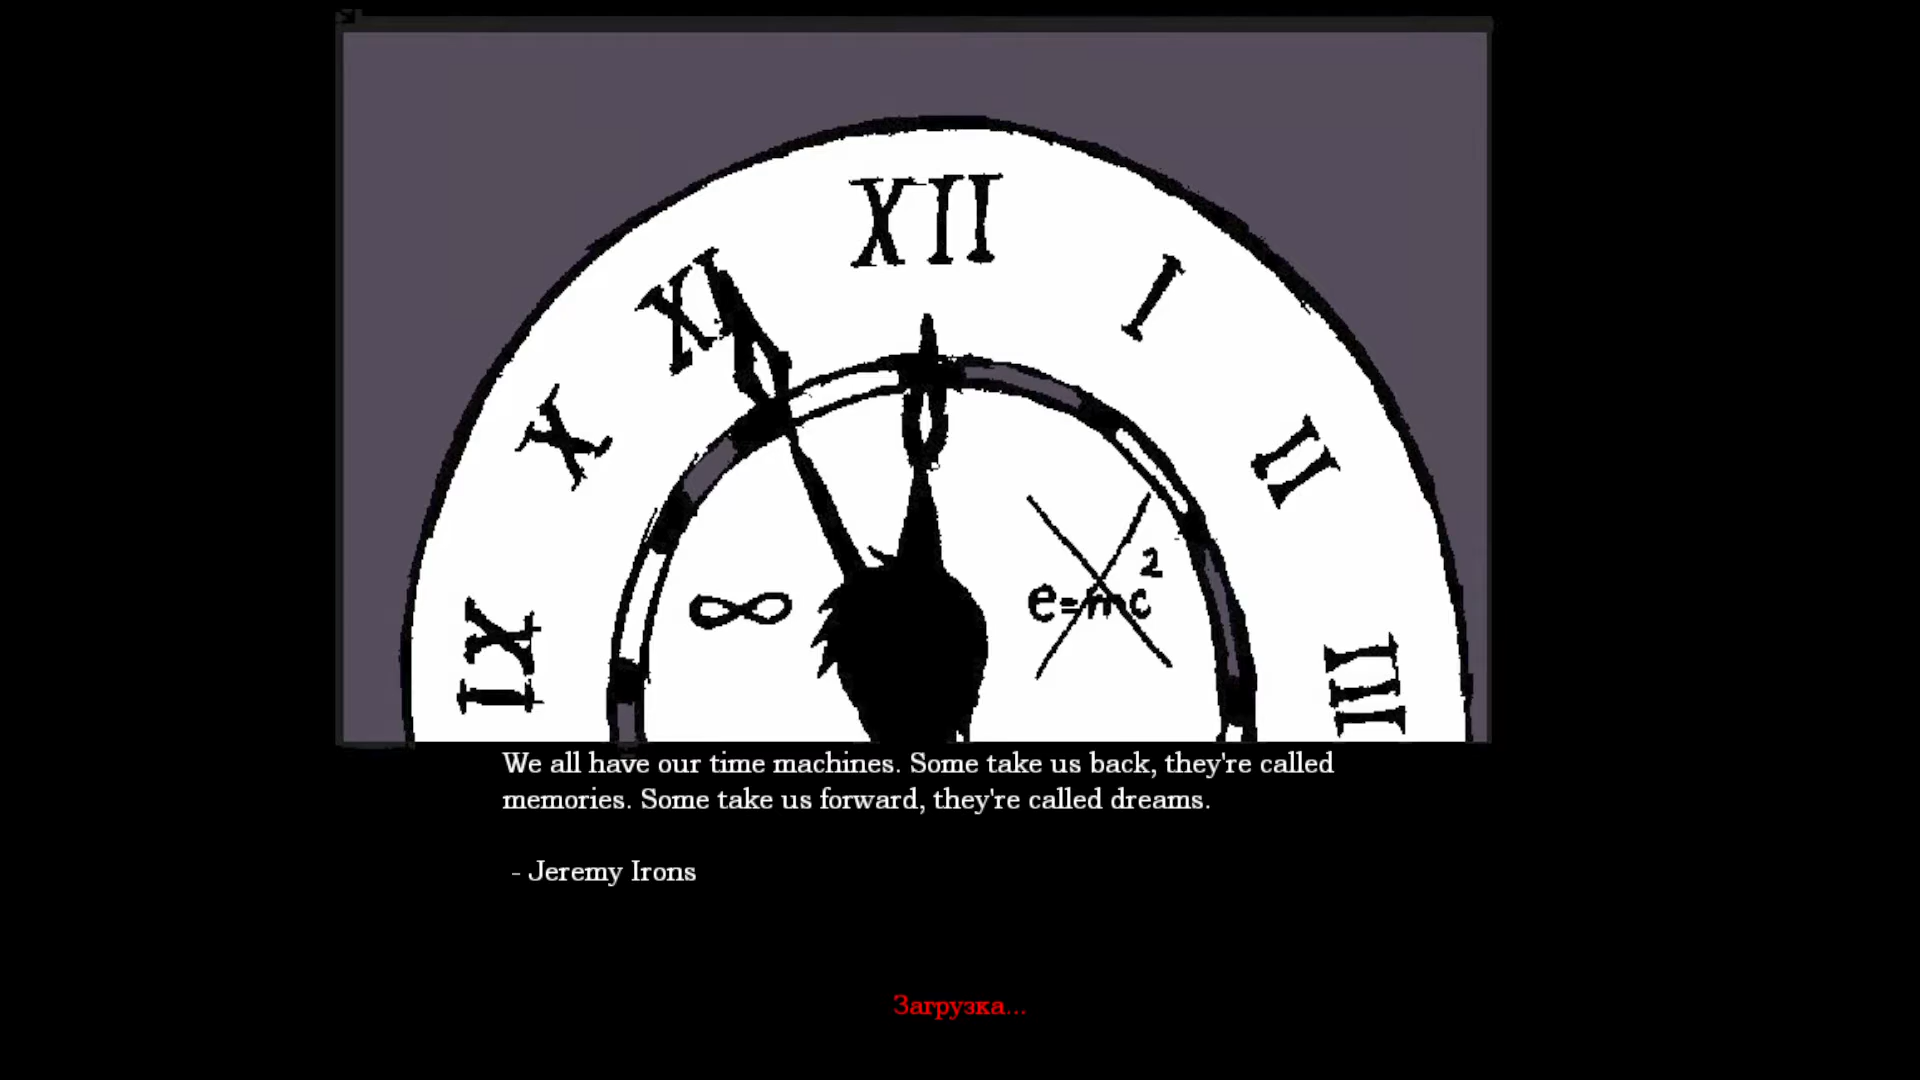 XII
XI
I
X
II
IX
III
∞
e=mc²
We all have our time machines. Some take us back, they're called
memories. Some take us forward, they're called dreams.
- Jeremy Irons
Загрузка...